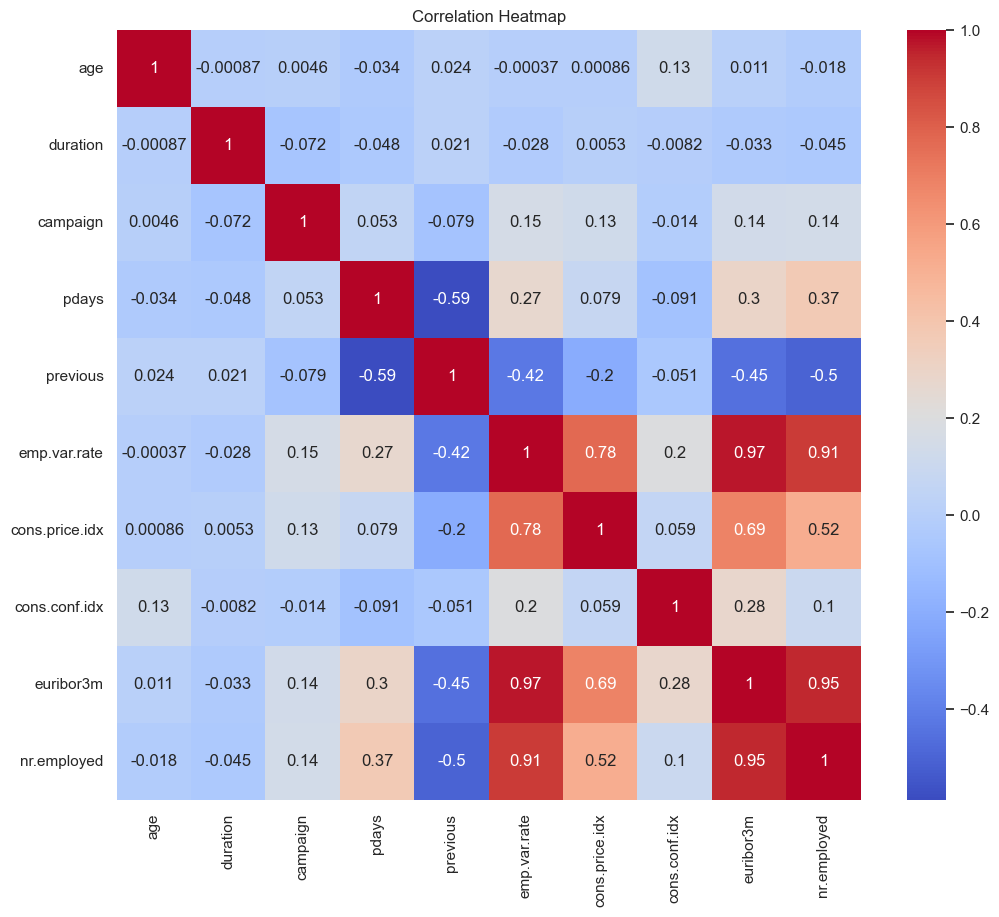 Correlation Heatmap
age 1 -0.00087 0.0046 -0.034 0.024 -0.00037 0.00086 0.13 0.011 -0.018
duration -0.00087 1 -0.072 -0.048 0.021 -0.028 0.0053 -0.0082 -0.033 -0.045
campaign 0.0046 -0.072 1 0.053 -0.079 0.15 0.13 -0.014 0.14 0.14
pdays -0.034 -0.048 0.053 1 -0.59 0.27 0.079 -0.091 0.3 0.37
previous 0.024 0.021 -0.079 -0.59 1 -0.42 -0.2 -0.051 -0.45 -0.5
emp.var.rate -0.00037 -0.028 0.15 0.27 -0.42 1 0.78 0.2 0.97 0.91
cons.price.idx 0.00086 0.0053 0.13 0.079 -0.2 0.78 1 0.059 0.69 0.52
cons.conf.idx 0.13 -0.0082 -0.014 -0.091 -0.051 0.2 0.059 1 0.28 0.1
euribor3m 0.011 -0.033 0.14 0.3 -0.45 0.97 0.69 0.28 1 0.95
nr.employed -0.018 -0.045 0.14 0.37 -0.5 0.91 0.52 0.1 0.95 1
age duration campaign pdays previous emp.var.rate cons.price.idx cons.conf.idx euribor3m nr.employed
1.0
0.8
0.6
0.4
0.2
0.0
−0.2
−0.4